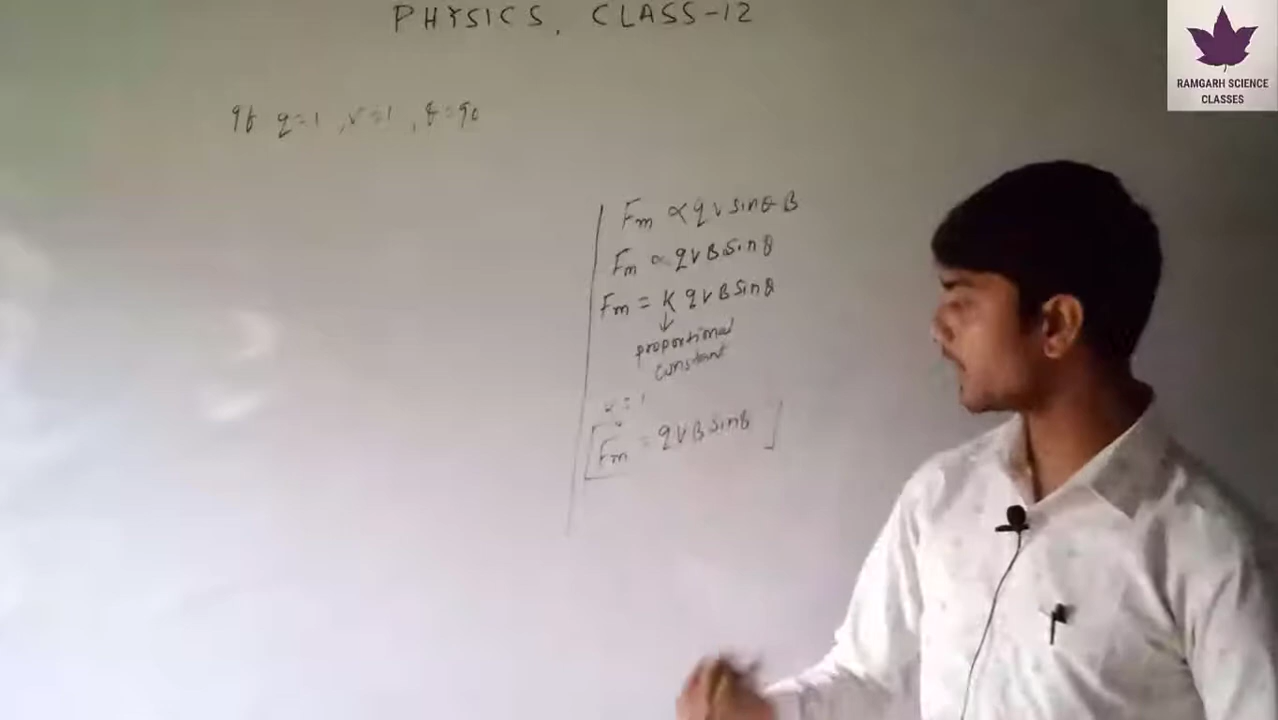 PHYSICS, CLASS-12
RAMGARH SCIENCE
CLASSES
If q=1, v=1, θ=90
Fm ∝ qv sinθ B
Fm ∝ qvB sinθ
Fm = K qvB sinθ
↓
proportional
constant
K = 1
Fm = qvB sinθ